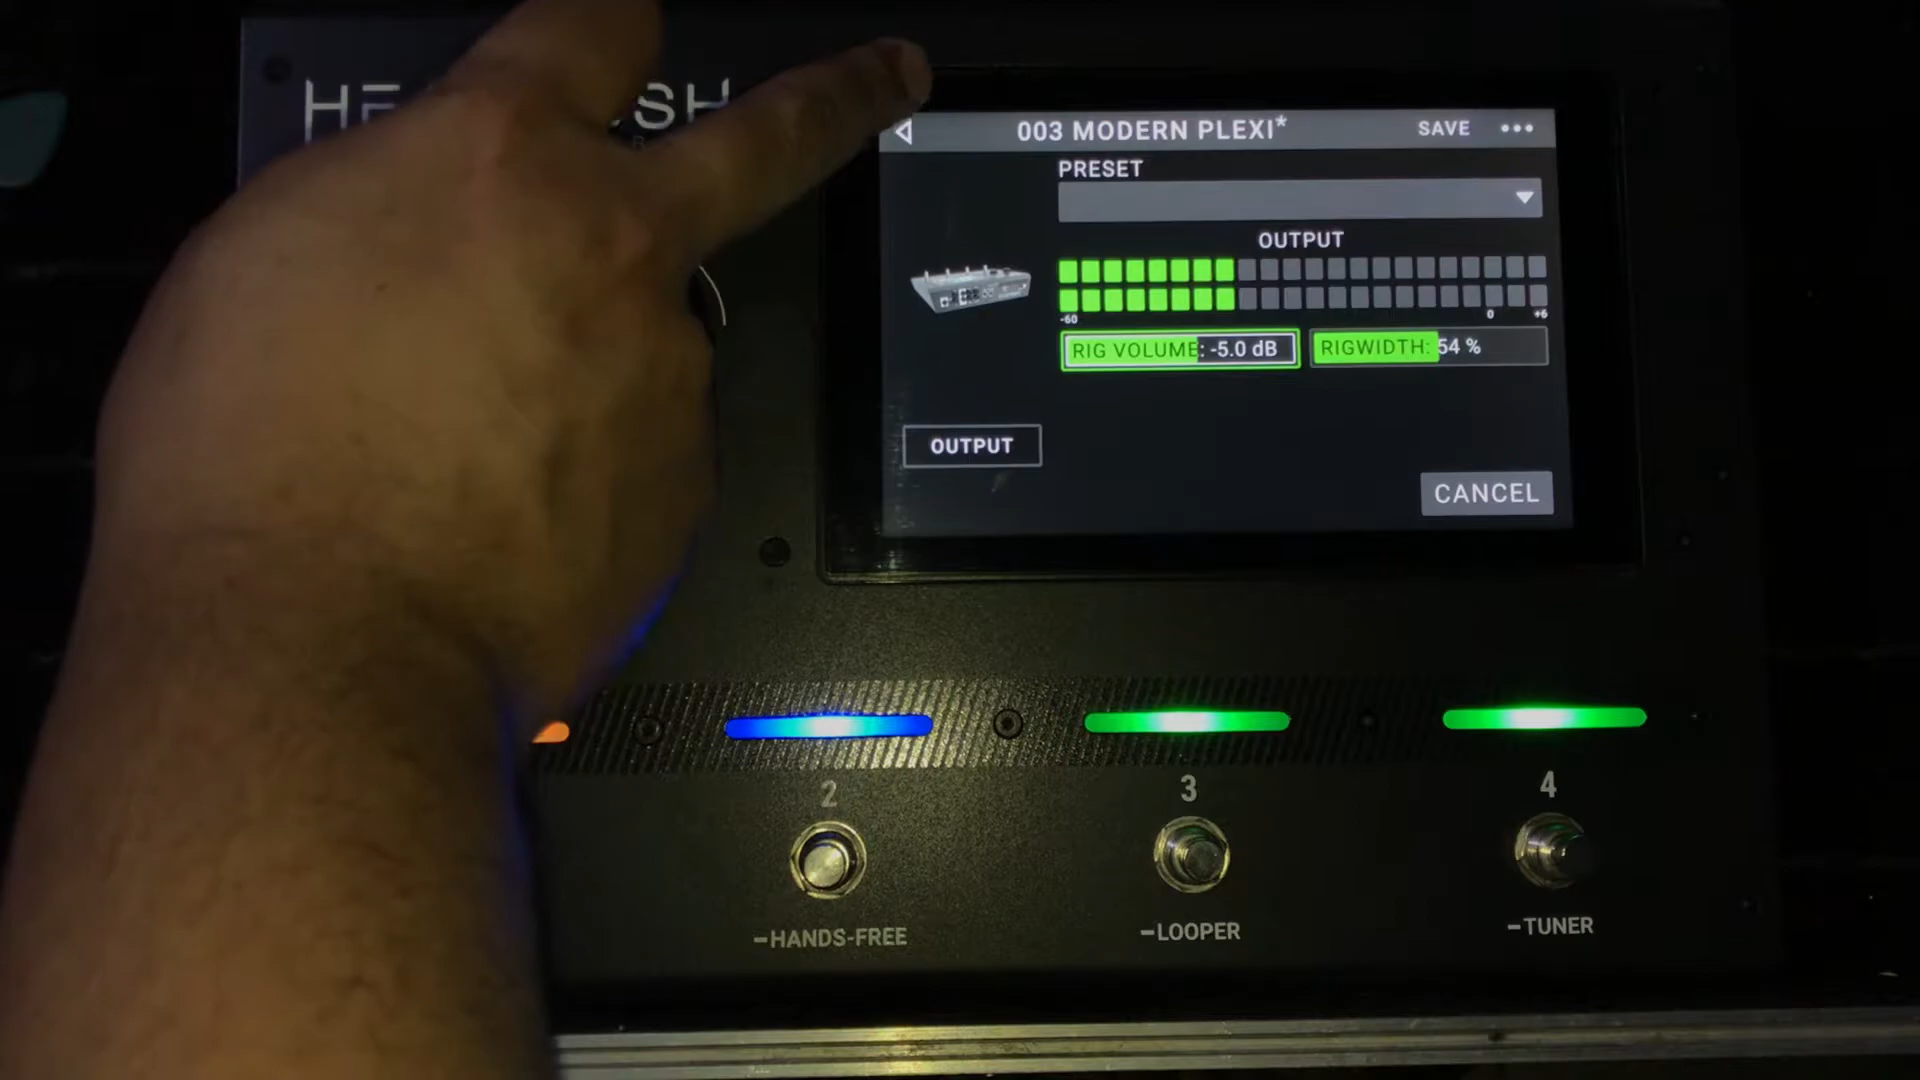 003 MODERN PLEXI*
SAVE
PRESET
OUTPUT
-60
0
+6
RIG VOLUME: -5.0 dB
RIGWIDTH: 54 %
OUTPUT
CANCEL
2
3
4
-HANDS-FREE
-LOOPER
-TUNER